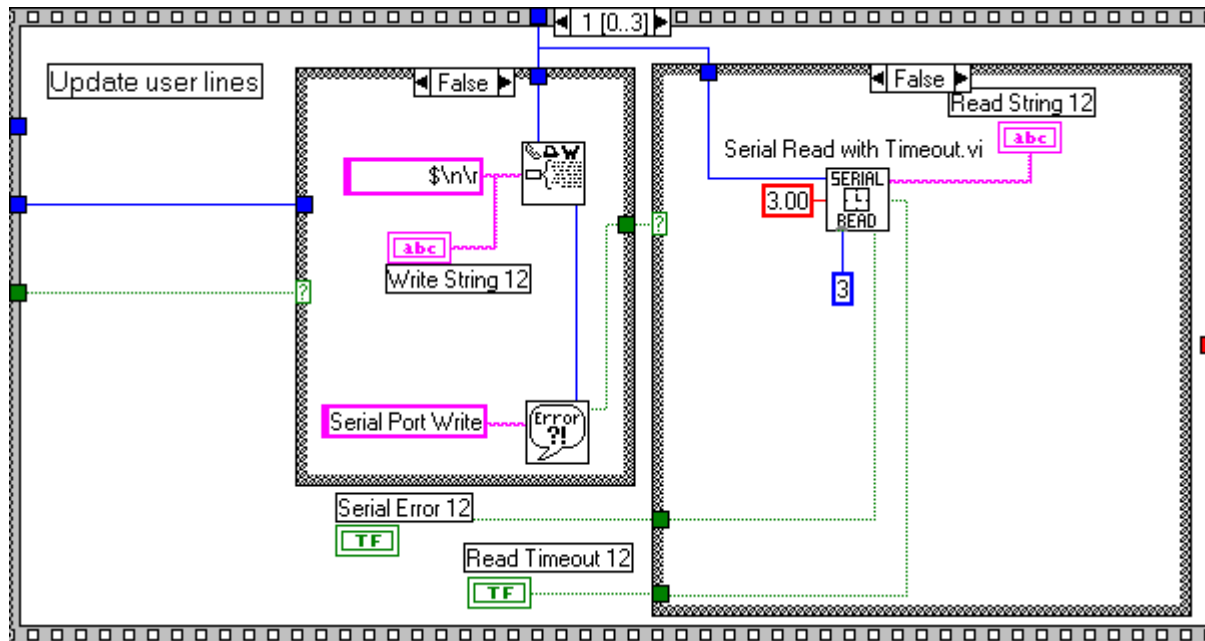 1 [0..3]
Update user lines
False
False
Read String 12
abc
Serial Read with Timeout.vi
W
$\n\r
SERIAL
READ
3.00
abc
Write String 12
?
?
3
Serial Port Write
Error
?!
Serial Error 12
TF
Read Timeout 12
TF